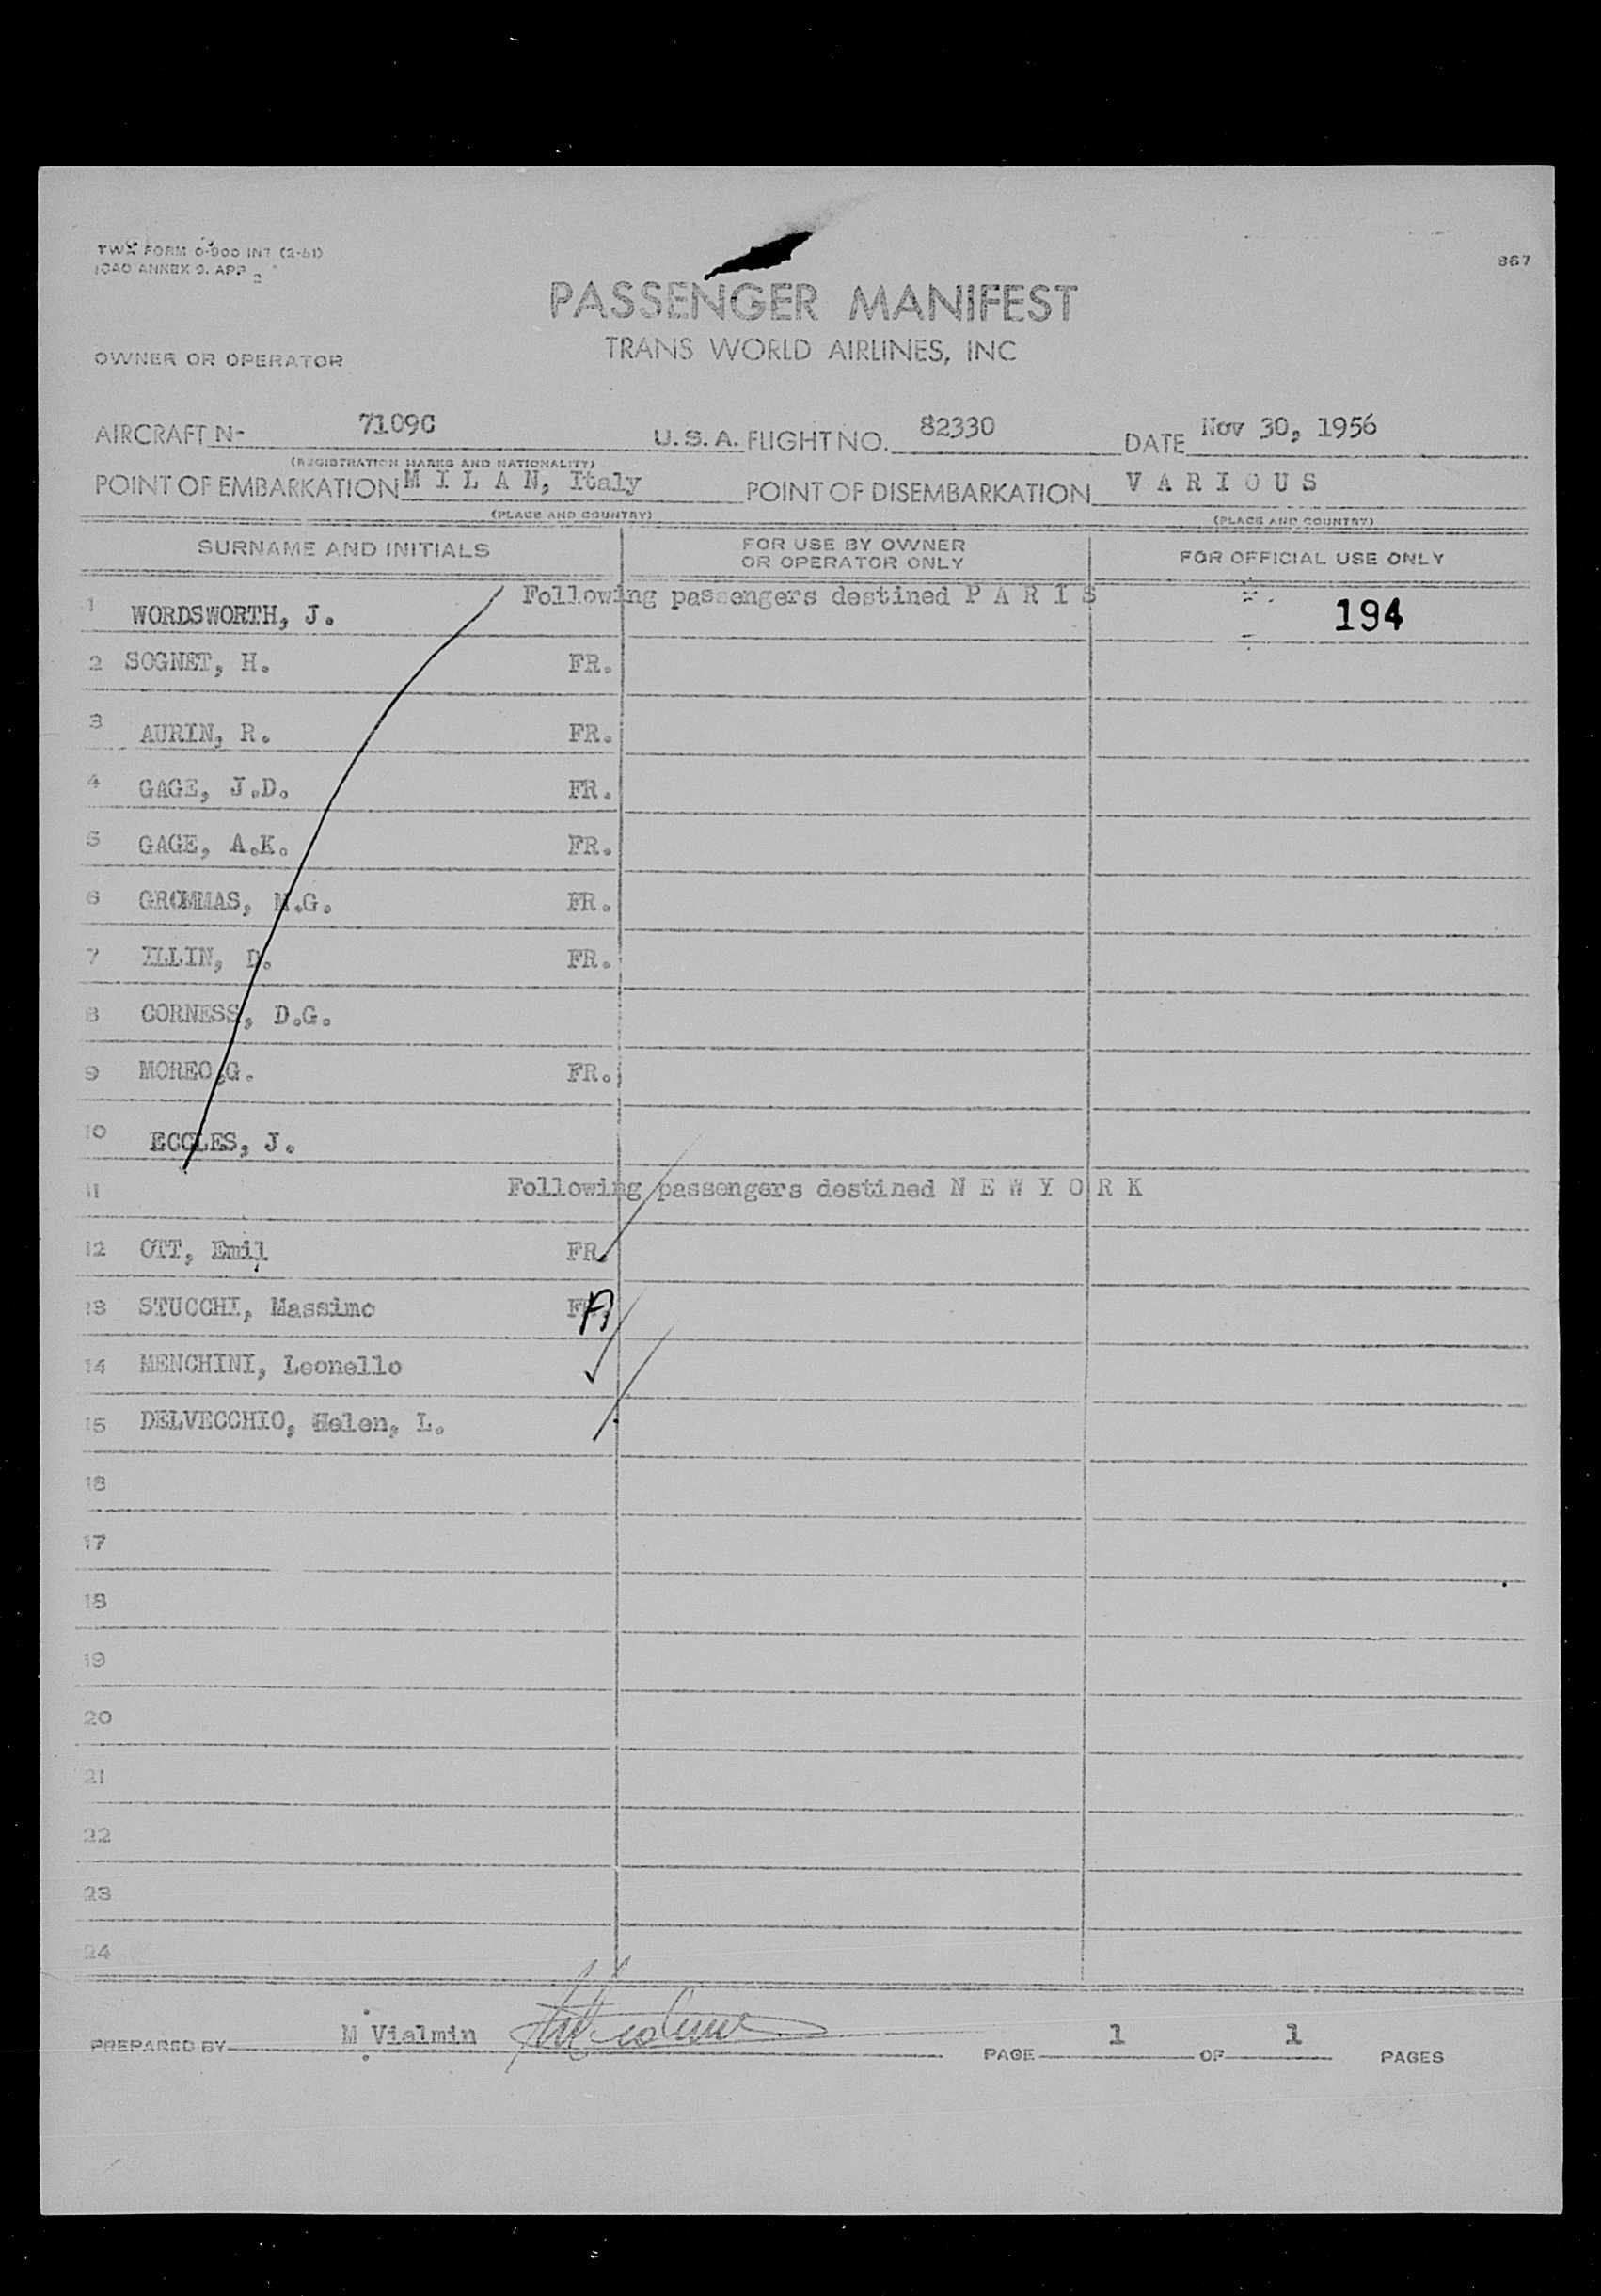 TWA FORM O-900 INT (2-51)
ICAO ANNEX 9. APP 2
867
PASSENGER MANIFEST
TRANS WORLD AIRLINES, INC
OWNER OR OPERATOR
AIRCRAFT N- 7109C U. S. A. FLIGHT NO. 82330 DATE Nov 30, 1956
(REGISTRATION MARKS AND NATIONALITY)
POINT OF EMBARKATION M I L A N, Italy POINT OF DISEMBARKATION V A R I O U S
(PLACE AND COUNTRY) (PLACE AND COUNTRY)
SURNAME AND INITIALS FOR USE BY OWNER OR OPERATOR ONLY FOR OFFICIAL USE ONLY
Following passengers destined P A R I S
1 WORDSWORTH, J. 194
2 SOGNET, H. FR.
3 AURIN, R. FR.
4 GAGE, J.D. FR.
5 GAGE, A.K. FR.
6 GROMMAS, M.G. FR.
7 ILLIN, D. FR.
8 CORNESS, D.G.
9 MOREO,G. FR.
10 ECCLES, J.
11 Following passengers destined N E W Y O R K
12 OTT, Emil FR.
13 STUCCHI, Massimo A
14 MENCHINI, Leonello
15 DELVECCHIO, Helen, L.
16
17
18
19
20
21
22
23
24
PREPARED BY M Vialmin PAGE 1 OF 1 PAGES